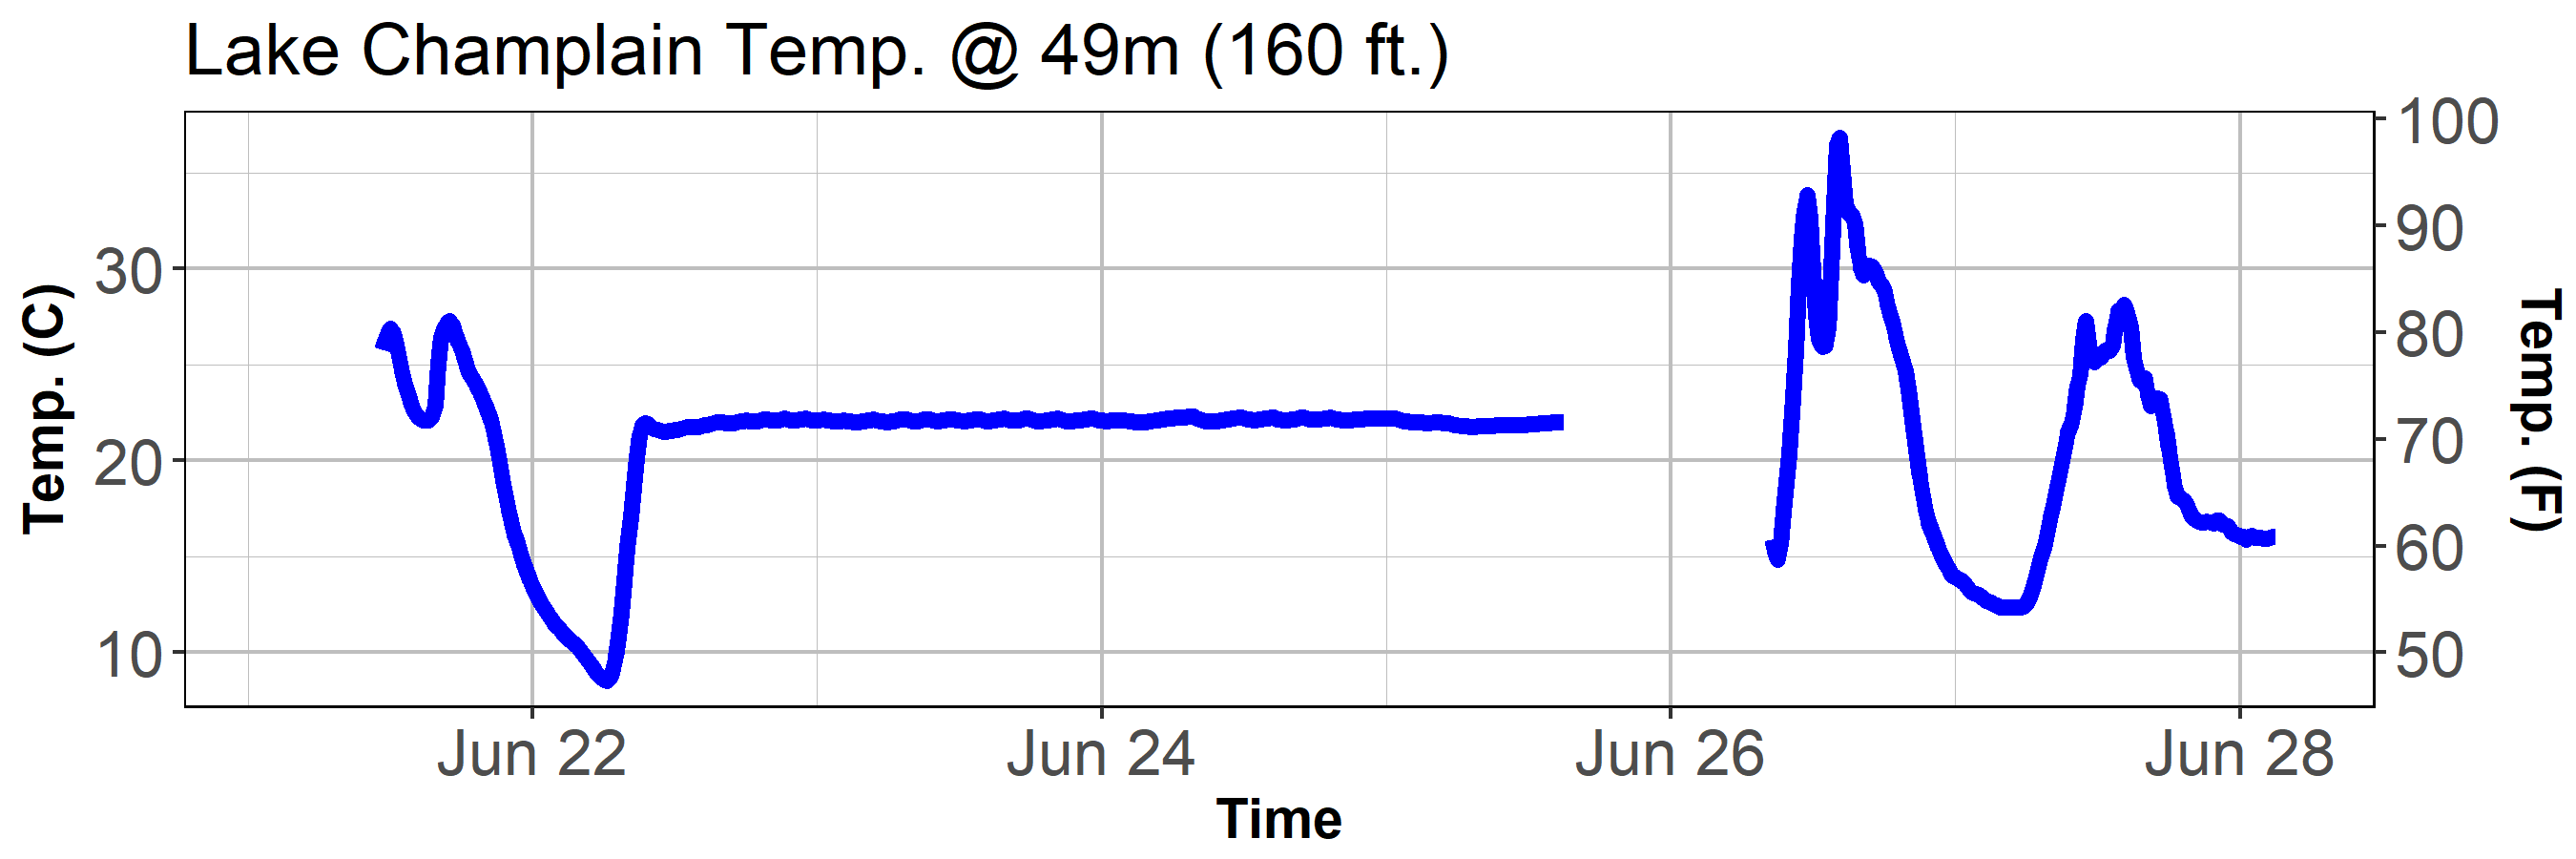 Lake Champlain Temp. @ 49m (160 ft.)
Temp. (C)
30
20
10
100
90
80
70
60
50
Temp. (F)
Jun 22
Jun 24
Jun 26
Jun 28
Time